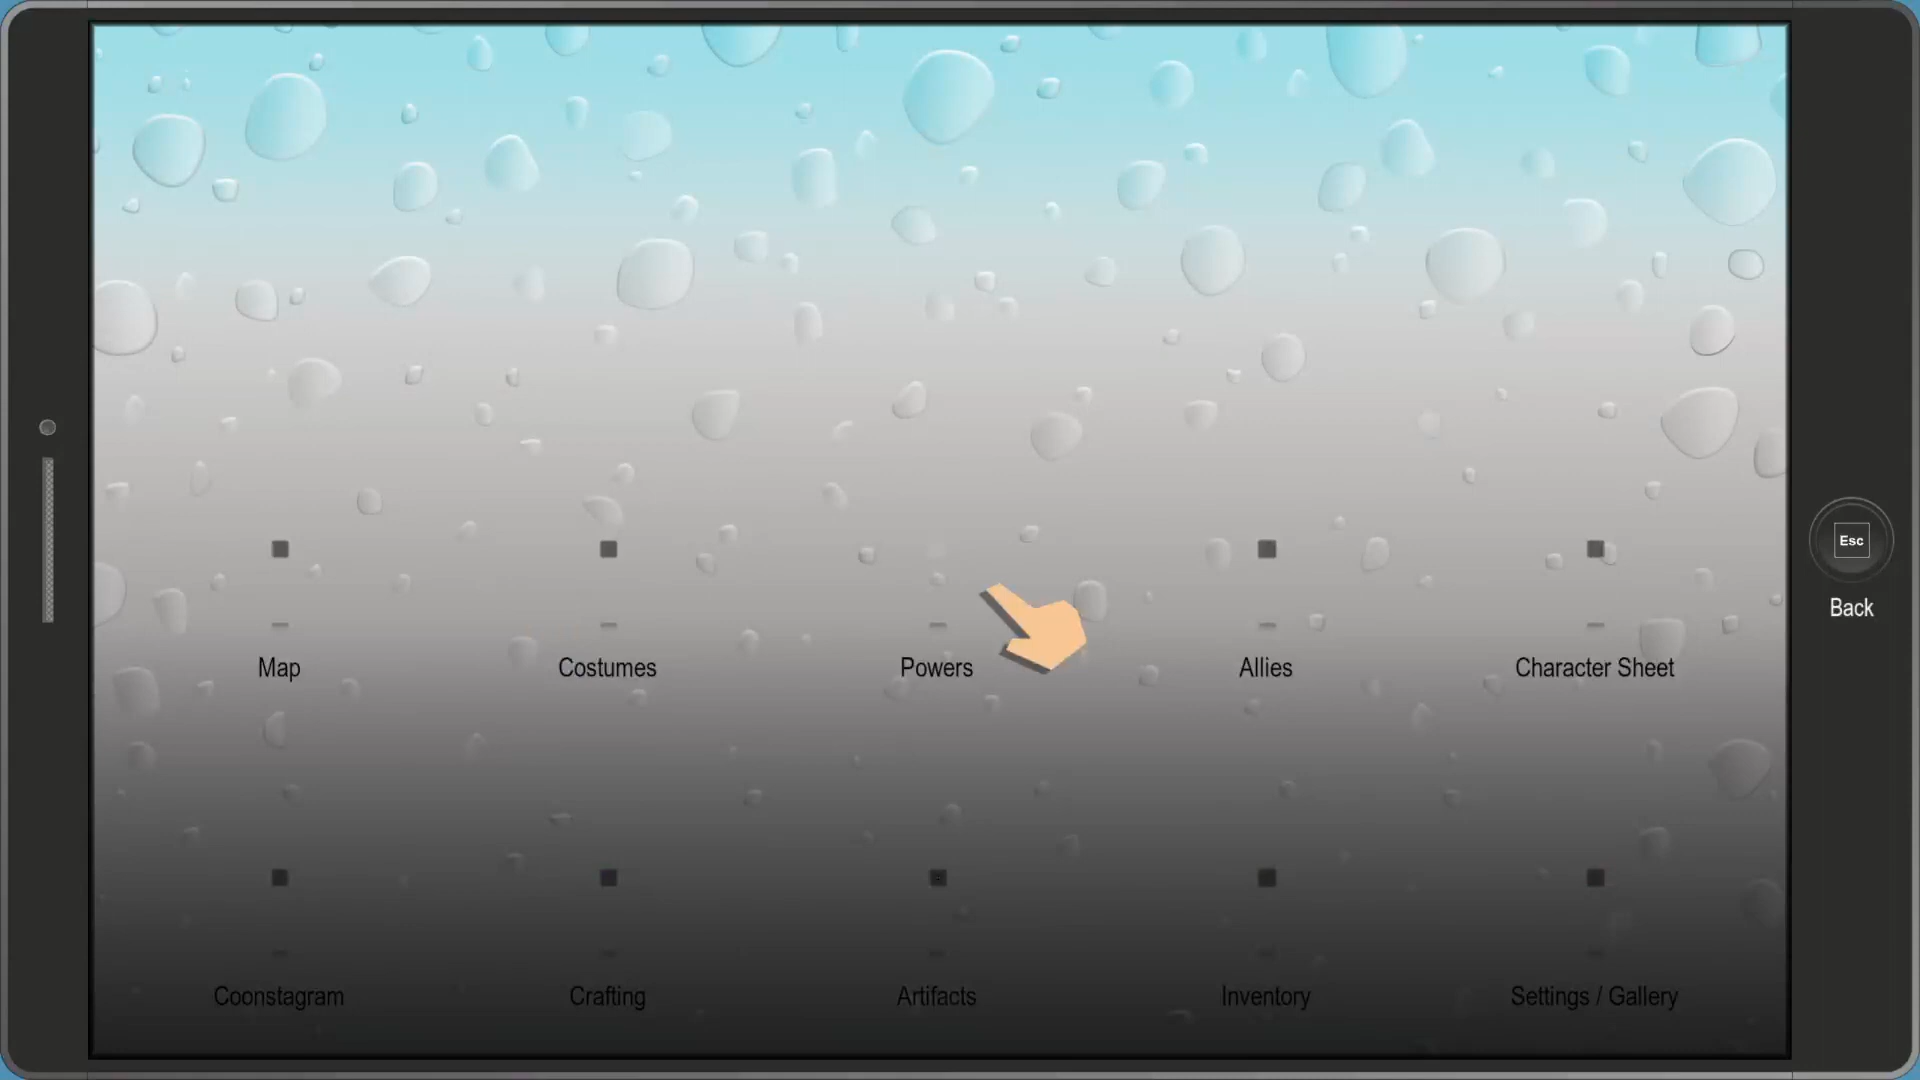 Esc
Back
Map
Costumes
Powers
Allies
Character Sheet
Coonstagram
Crafting
Artifacts
Inventory
Settings / Gallery